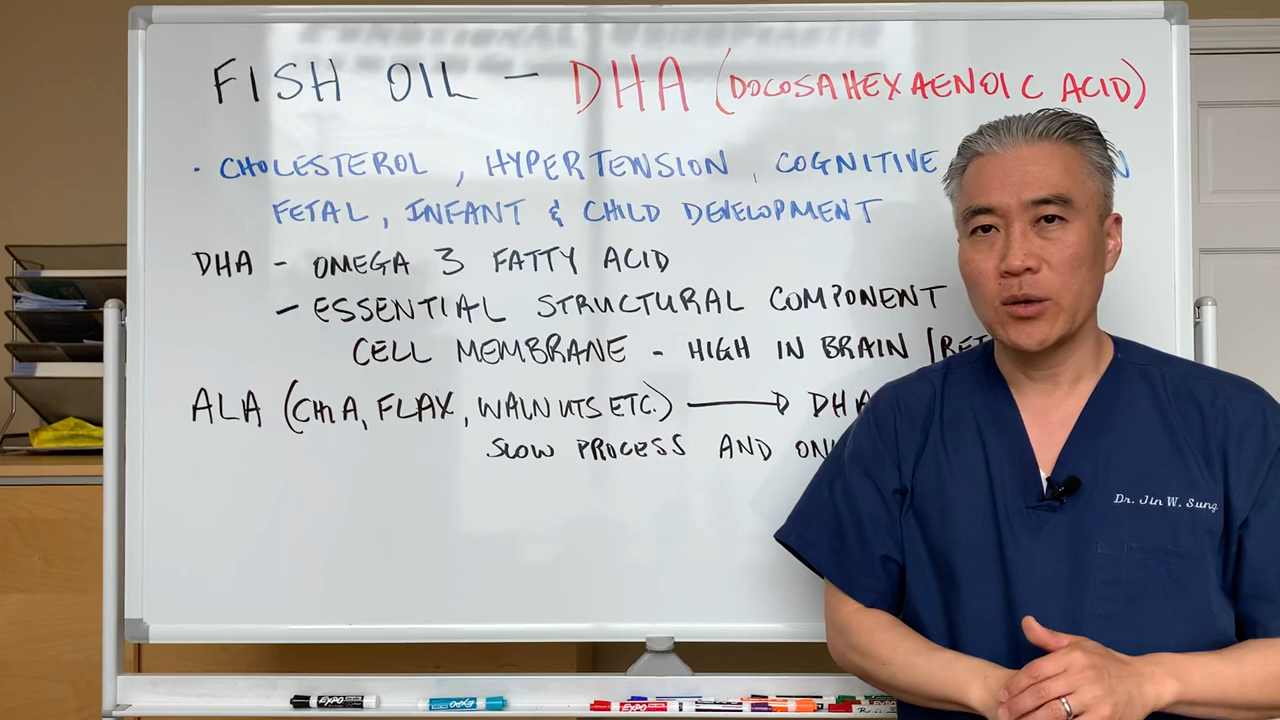 FISH OIL - DHA (DOCOSAHEXAENOIC ACID)
· CHOLESTEROL, HYPERTENSION, COGNITIVE
FETAL, INFANT & CHILD DEVELOPMENT
DHA - OMEGA 3 FATTY ACID
- ESSENTIAL STRUCTURAL COMPONENT
CELL MEMBRANE - HIGH IN BRAIN
ALA (CHIA, FLAX, WALNUTS ETC.) → DHA
SLOW PROCESS AND
Dr. Jin W. Sung
EXPO
EXPO
EXPO